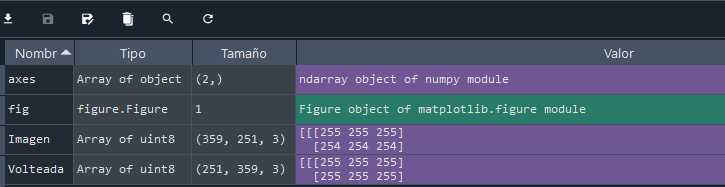 Nombr Tipo Tamaño Valor
axes Array of object (2,) ndarray object of numpy module
fig figure.Figure 1 Figure object of matplotlib.figure module
Imagen Array of uint8 (359, 251, 3) [[[255 255 255]
[254 254 254]
Volteada Array of uint8 (251, 359, 3) [[[255 255 255]
[255 255 255]